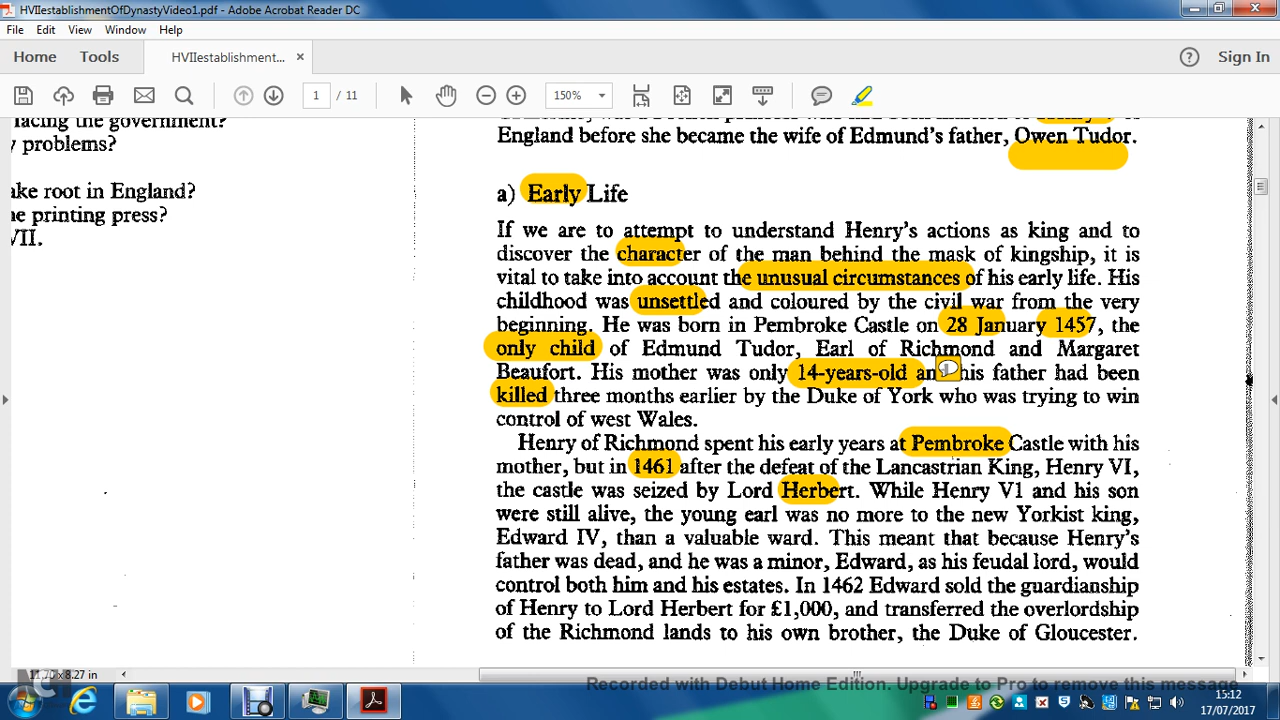 HVIIestablishmentOfDynastyVideo1.pdf - Adobe Acrobat Reader DC
File Edit View Window Help
Home Tools HVIIestablishment... × Sign In
1 / 11 150%
facing the government?
y problems?
ake root in England?
e printing press?
VII.
England before she became the wife of Edmund's father, Owen Tudor.
a) Early Life
If we are to attempt to understand Henry's actions as king and to
discover the character of the man behind the mask of kingship, it is
vital to take into account the unusual circumstances of his early life. His
childhood was unsettled and coloured by the civil war from the very
beginning. He was born in Pembroke Castle on 28 January 1457, the
only child of Edmund Tudor, Earl of Richmond and Margaret
Beaufort. His mother was only 14-years-old and his father had been
killed three months earlier by the Duke of York who was trying to win
control of west Wales.
Henry of Richmond spent his early years at Pembroke Castle with his
mother, but in 1461 after the defeat of the Lancastrian King, Henry VI,
the castle was seized by Lord Herbert. While Henry V1 and his son
were still alive, the young earl was no more to the new Yorkist king,
Edward IV, than a valuable ward. This meant that because Henry's
father was dead, and he was a minor, Edward, as his feudal lord, would
control both him and his estates. In 1462 Edward sold the guardianship
of Henry to Lord Herbert for £1,000, and transferred the overlordship
of the Richmond lands to his own brother, the Duke of Gloucester.
11.70 x 8.27 in
Recorded with Debut Home Edition. Upgrade to Pro to remove this message
NCH
15:12
17/07/2017